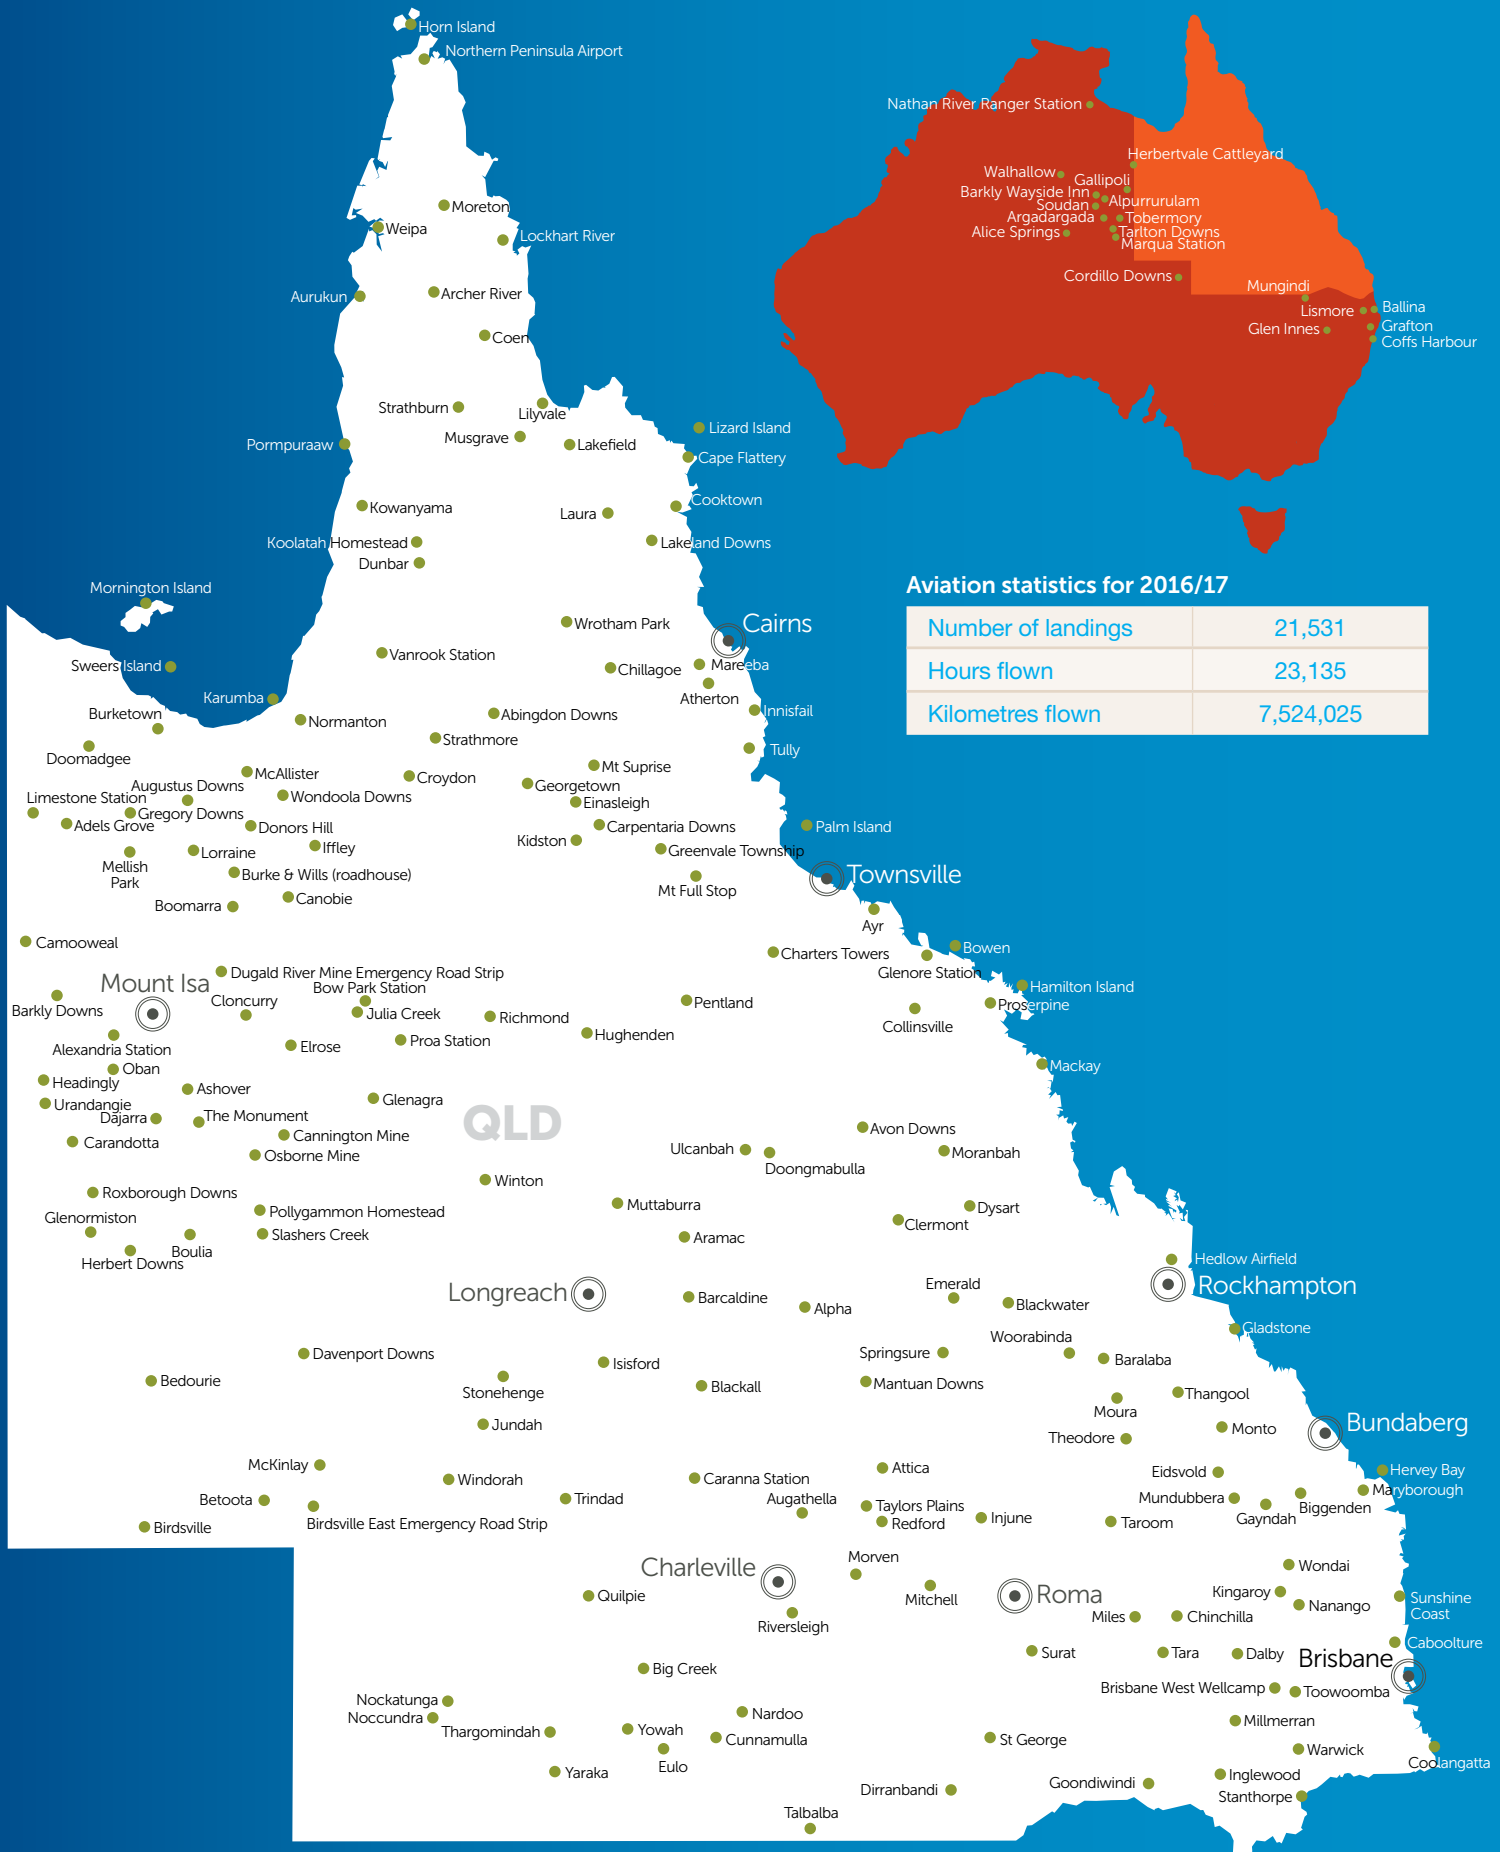 Horn Island
Northern Peninsula Airport
Moreton
Weipa
Lockhart River
Aurukun
Archer River
Coen
Strathburn
Lilyvale
Musgrave
Lakefield
Lizard Island
Pormpuraaw
Cape Flattery
Kowanyama
Laura
Cooktown
Koolatah Homestead
Lakeland Downs
Dunbar
Mornington Island
Wrotham Park
Cairns
Vanrook Station
Sweers Island
Chillagoe
Mareeba
Atherton
Karumba
Burketown
Normanton
Abingdon Downs
Innisfail
Strathmore
Tully
Doomadgee
McAllister
Mt Suprise
Augustus Downs
Croydon
Georgetown
Limestone Station
Wondoola Downs
Einasleigh
Gregory Downs
Adels Grove
Donors Hill
Carpentaria Downs
Palm Island
Kidston
Iffley
Lorraine
Greenvale Township
Mellish
Park
Burke & Wills (roadhouse)
Townsville
Mt Full Stop
Canobie
Boomarra
Ayr
Camooweal
Bowen
Charters Towers
Glenore Station
Dugald River Mine Emergency Road Strip
Mount Isa
Bow Park Station
Hamilton Island
Cloncurry
Pentland
Proserpine
Barkly Downs
Julia Creek
Richmond
Collinsville
Hughenden
Proa Station
Elrose
Alexandria Station
Oban
Mackay
Headingly
Ashover
Glenagra
Urandangie
Dajarra
The Monument
QLD
Avon Downs
Cannington Mine
Carandotta
Ulcanbah
Moranbah
Osborne Mine
Doongmabulla
Winton
Roxborough Downs
Muttaburra
Dysart
Pollygammon Homestead
Glenormiston
Clermont
Slashers Creek
Aramac
Boulia
Herbert Downs
Hedlow Airfield
Emerald
Rockhampton
Longreach
Barcaldine
Alpha
Blackwater
Gladstone
Woorabinda
Davenport Downs
Springsure
Baralaba
Isisford
Bedourie
Blackall
Mantuan Downs
Stonehenge
Thangool
Moura
Jundah
Bundaberg
Monto
Theodore
McKinlay
Attica
Hervey Bay
Eidsvold
Windorah
Caranna Station
Maryborough
Betoota
Trindad
Augathella
Mundubbera
Taylors Plains
Biggenden
Birdsville
Birdsville East Emergency Road Strip
Redford
Injune
Taroom
Gayndah
Morven
Charleville
Wondai
Quilpie
Mitchell
Roma
Kingaroy
Sunshine
Coast
Nanango
Riversleigh
Miles
Chinchilla
Caboolture
Surat
Tara
Dalby
Brisbane
Big Creek
Brisbane West Wellcamp
Toowoomba
Nockatunga
Noccundra
Nardoo
Millmerran
Thargomindah
Yowah
Cunnamulla
St George
Warwick
Eulo
Coolangatta
Yaraka
Inglewood
Goondiwindi
Dirranbandi
Stanthorpe
Talbalba
Nathan River Ranger Station
Herbertvale Cattleyard
Walhallow
Gallipoli
Barkly Wayside Inn
Soudan
Alpurrurulam
Argadargada
Tobermory
Alice Springs
Tarlton Downs
Marqua Station
Cordillo Downs
Mungindi
Lismore
Ballina
Glen Innes
Grafton
Coffs Harbour
Aviation statistics for 2016/17
Number of landings 21,531
Hours flown 23,135
Kilometres flown 7,524,025